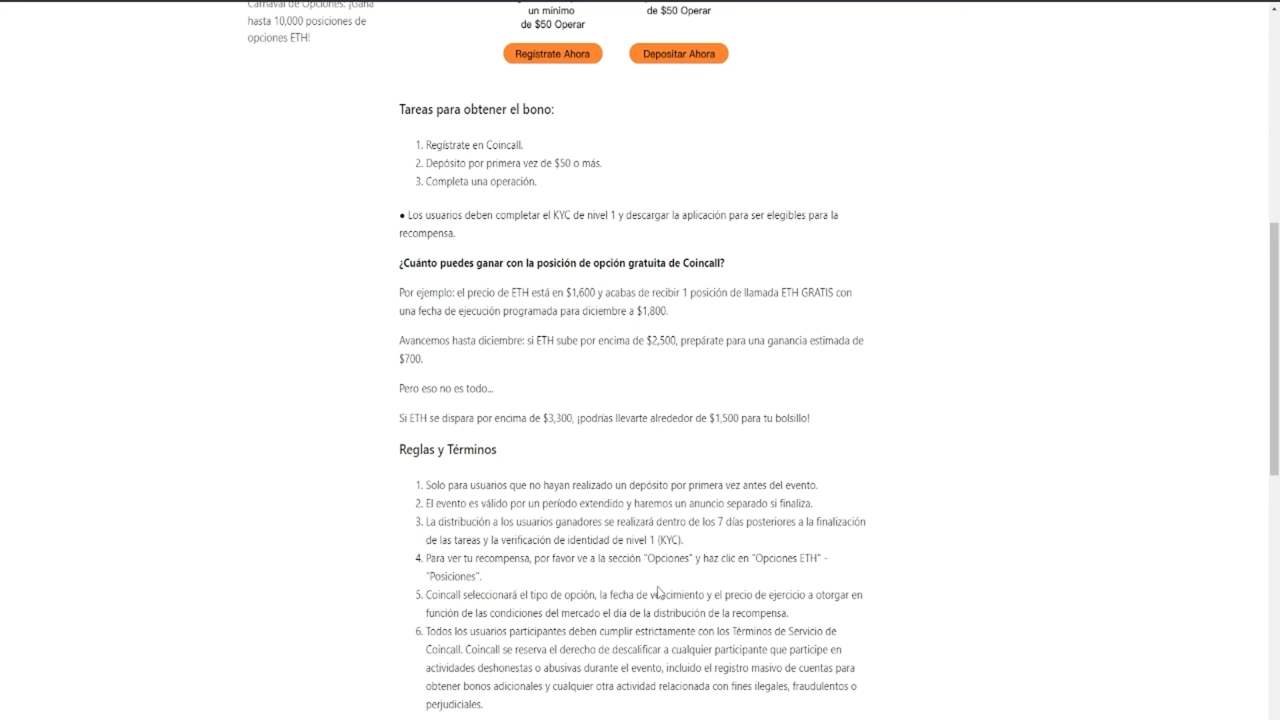 Carnaval de Opciones: ¡Gana
hasta 10,000 posiciones de
opciones ETH!
un mínimo
de $50 Operar
de $50 Operar
Regístrate Ahora
Depositar Ahora
Tareas para obtener el bono:
1. Regístrate en Coincall.
2. Depósito por primera vez de $50 o más.
3. Completa una operación.
● Los usuarios deben completar el KYC de nivel 1 y descargar la aplicación para ser elegibles para la
recompensa.
¿Cuánto puedes ganar con la posición de opción gratuita de Coincall?
Por ejemplo: el precio de ETH está en $1,600 y acabas de recibir 1 posición de llamada ETH GRATIS con
una fecha de ejecución programada para diciembre a $1,800.
Avancemos hasta diciembre: si ETH sube por encima de $2,500, prepárate para una ganancia estimada de
$700.
Pero eso no es todo...
Si ETH se dispara por encima de $3,300, ¡podrías llevarte alrededor de $1,500 para tu bolsillo!
Reglas y Términos
1. Solo para usuarios que no hayan realizado un depósito por primera vez antes del evento.
2. El evento es válido por un período extendido y haremos un anuncio separado si finaliza.
3. La distribución a los usuarios ganadores se realizará dentro de los 7 días posteriores a la finalización
de las tareas y la verificación de identidad de nivel 1 (KYC).
4. Para ver tu recompensa, por favor ve a la sección "Opciones" y haz clic en "Opciones ETH" -
"Posiciones".
5. Coincall seleccionará el tipo de opción, la fecha de vencimiento y el precio de ejercicio a otorgar en
función de las condiciones del mercado el día de la distribución de la recompensa.
6. Todos los usuarios participantes deben cumplir estrictamente con los Términos de Servicio de
Coincall. Coincall se reserva el derecho de descalificar a cualquier participante que participe en
actividades deshonestas o abusivas durante el evento, incluido el registro masivo de cuentas para
obtener bonos adicionales y cualquier otra actividad relacionada con fines ilegales, fraudulentos o
perjudiciales.